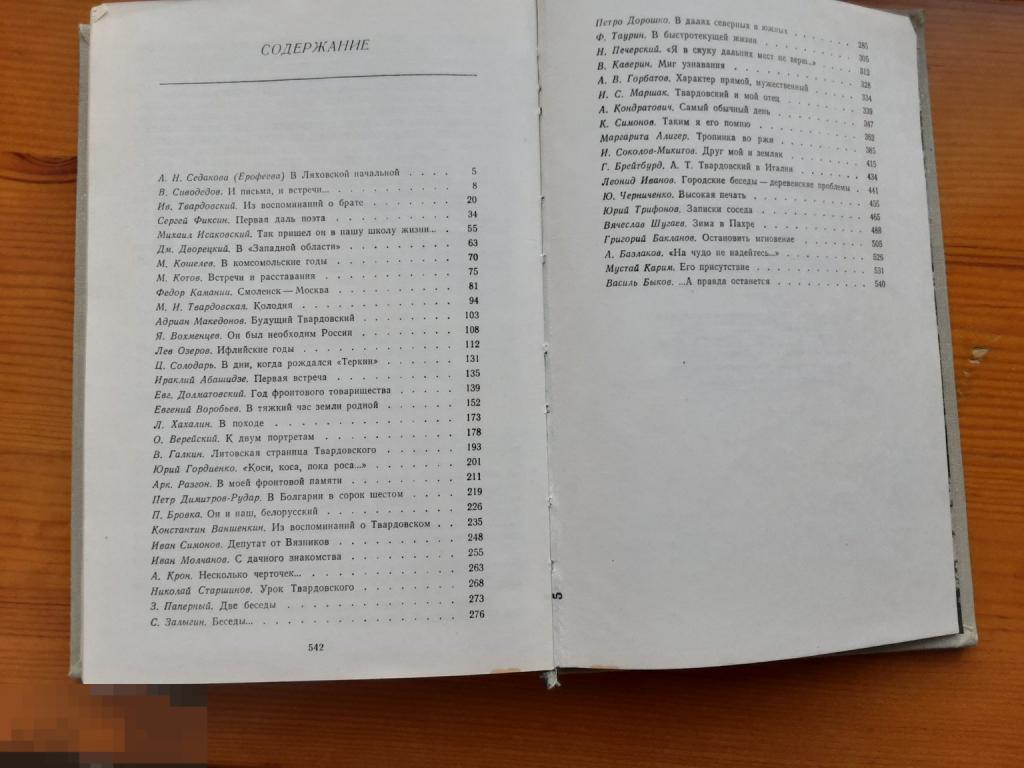 СОДЕРЖАНИЕ
А. Н. Седакова (Ерофеева) В Ляховской начальной . . . . 5
В. Сиводедов. И письма, и встречи... . . . . 8
Ив. Твардовский. Из воспоминаний о брате . . . . 20
Сергей Фиксин. Первая даль поэта . . . . 34
Михаил Исаковский. Так пришел он в нашу школу жизни... . 55
Дм. Дворецкий. В «Западной области» . . . . 63
М. Кошелев. В комсомольские годы . . . . 70
М. Котов. Встречи и расставания . . . . 75
Федор Камании. Смоленск — Москва . . . . 81
М. И. Твардовская. Колодня . . . . 94
Адриан Македонов. Будущий Твардовский . . . . 103
Я. Вохменцев. Он был необходим России . . . . 108
Лев Озеров. Ифлийские годы . . . . 112
Ц. Солодарь. В дни, когда рождался «Теркин» . . . . 131
Ираклий Абашидзе. Первая встреча . . . . 135
Евг. Долматовский. Год фронтового товарищества . . . . 139
Евгений Воробьев. В тяжкий час земли родной . . . . 152
Л. Хахалин. В походе . . . . 173
О. Верейский. К двум портретам . . . . 178
В. Галкин. Литовская страница Твардовского . . . . 193
Юрий Гордиенко. «Коси, коса, пока роса...» . . . . 201
Арк. Разгон. В моей фронтовой памяти . . . . 211
Петр Димитров-Рудар. В Болгарии в сорок шестом . . . . 219
П. Бровка. Он и наш, белорусский . . . . 226
Константин Ваншенкин. Из воспоминаний о Твардовском . . 235
Иван Симонов. Депутат от Вязников . . . . 248
Иван Молчанов. С дачного знакомства . . . . 255
А. Крон. Несколько черточек... . . . . 263
Николай Старшинов. Урок Твардовского . . . . 268
З. Паперный. Две беседы . . . . 273
С. Залыгин. Беседы... . . . . 276
542
Петро Дорошко. В далях северных и южных . . . . 285
Ф. Таурин. В быстротекущей жизни . . . . 305
Н. Печерский. «Я в скуку дальних мест не верю...» . . 312
В. Каверин. Миг узнавания . . . . 328
А. В. Горбатов. Характер прямой, мужественный . . . . 334
И. С. Маршак. Твардовский и мой отец . . . . 339
А. Кондратович. Самый обычный день . . . . 347
К. Симонов. Таким я его помню . . . . 362
Маргарита Алигер. Тропинка во ржи . . . . 385
И. Соколов-Микитов. Друг мой и земляк . . . . 415
Г. Брейтбурд. А. Т. Твардовский в Италии . . . . 434
Леонид Иванов. Городские беседы — деревенские проблемы . 441
Ю. Черниченко. Высокая печать . . . . 455
Юрий Трифонов. Записки соседа . . . . 465
Вячеслав Шугаев. Зима в Пахре . . . . 488
Григорий Бакланов. Остановить мгновение . . . . 505
А. Базлаков. «На чудо не надейтесь...» . . . . 526
Мустай Карим. Его присутствие . . . . 531
Василь Быков. ...А правда останется . . . . 540
5